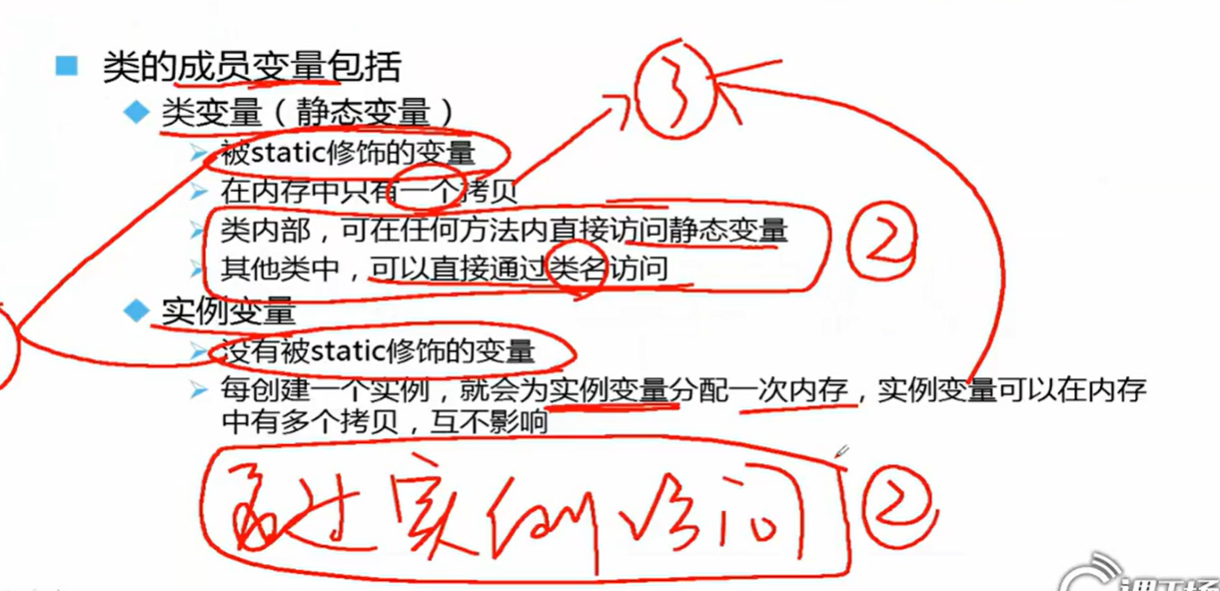 类的成员变量包括
类变量（静态变量）
被static修饰的变量
在内存中只有一个拷贝
类内部，可在任何方法内直接访问静态变量
其他类中，可以直接通过类名访问
实例变量
没有被static修饰的变量
每创建一个实例，就会为实例变量分配一次内存，实例变量可以在内存
中有多个拷贝，互不影响
通过实例访问
②
②
③